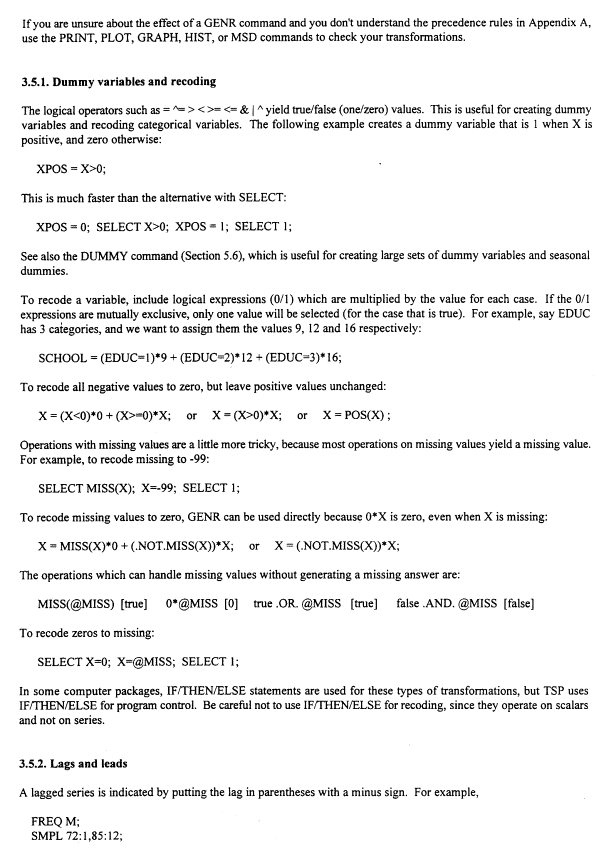 If you are unsure about the effect of a GENR command and you don't understand the precedence rules in Appendix A,
use the PRINT, PLOT, GRAPH, HIST, or MSD commands to check your transformations.
3.5.1. Dummy variables and recoding
The logical operators such as = ^= > < >= <= & | ^ yield true/false (one/zero) values. This is useful for creating dummy
variables and recoding categorical variables. The following example creates a dummy variable that is 1 when X is
positive, and zero otherwise:
XPOS = X>0;
This is much faster than the alternative with SELECT:
XPOS = 0; SELECT X>0; XPOS = 1; SELECT 1;
See also the DUMMY command (Section 5.6), which is useful for creating large sets of dummy variables and seasonal
dummies.
To recode a variable, include logical expressions (0/1) which are multiplied by the value for each case. If the 0/1
expressions are mutually exclusive, only one value will be selected (for the case that is true). For example, say EDUC
has 3 categories, and we want to assign them the values 9, 12 and 16 respectively:
SCHOOL = (EDUC=1)*9 + (EDUC=2)*12 + (EDUC=3)*16;
To recode all negative values to zero, but leave positive values unchanged:
X = (X<0)*0 + (X>=0)*X; or X = (X>0)*X; or X = POS(X) ;
Operations with missing values are a little more tricky, because most operations on missing values yield a missing value.
For example, to recode missing to -99:
SELECT MISS(X); X=-99; SELECT 1;
To recode missing values to zero, GENR can be used directly because 0*X is zero, even when X is missing:
X = MISS(X)*0 + (.NOT.MISS(X))*X; or X = (.NOT.MISS(X))*X;
The operations which can handle missing values without generating a missing answer are:
MISS(@MISS) [true] 0*@MISS [0] true .OR. @MISS [true] false .AND. @MISS [false]
To recode zeros to missing:
SELECT X=0; X=@MISS; SELECT 1;
In some computer packages, IF/THEN/ELSE statements are used for these types of transformations, but TSP uses
IF/THEN/ELSE for program control. Be careful not to use IF/THEN/ELSE for recoding, since they operate on scalars
and not on series.
3.5.2. Lags and leads
A lagged series is indicated by putting the lag in parentheses with a minus sign. For example,
FREQ M;
SMPL 72:1,85:12;